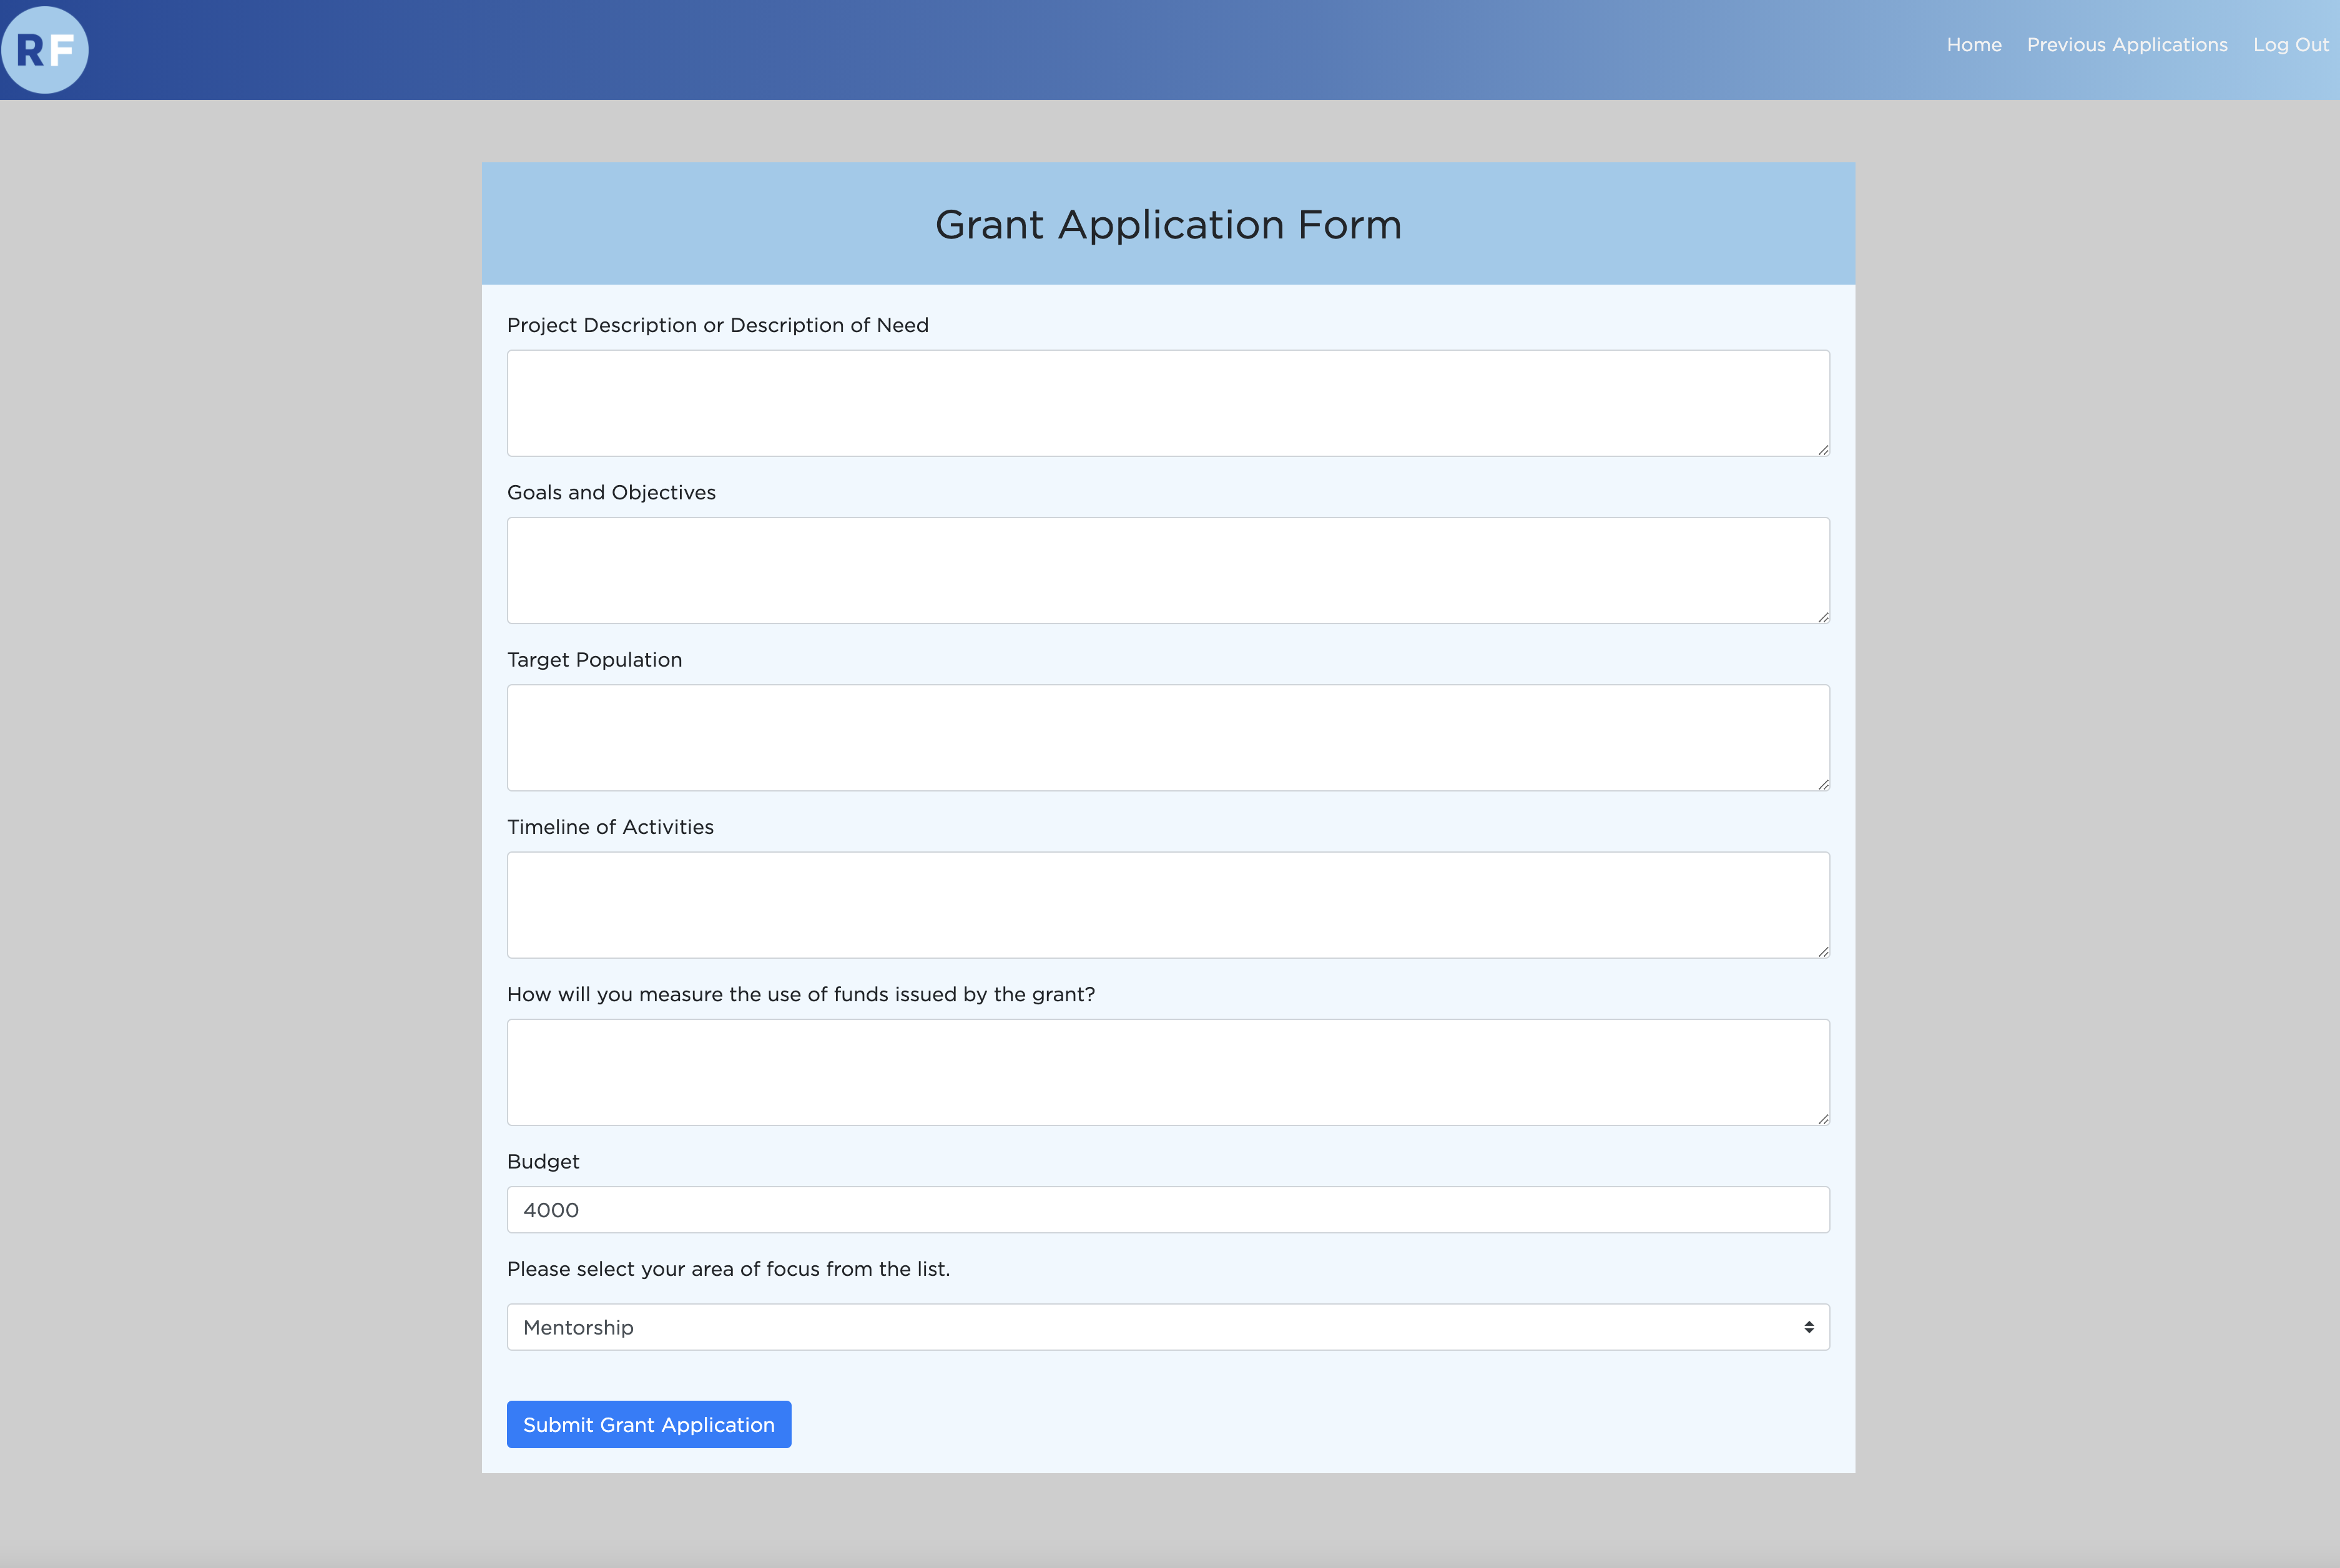 RF
Home Previous Applications Log Out
Grant Application Form
Project Description or Description of Need
Goals and Objectives
Target Population
Timeline of Activities
How will you measure the use of funds issued by the grant?
Budget
4000
Please select your area of focus from the list.
Mentorship
Submit Grant Application